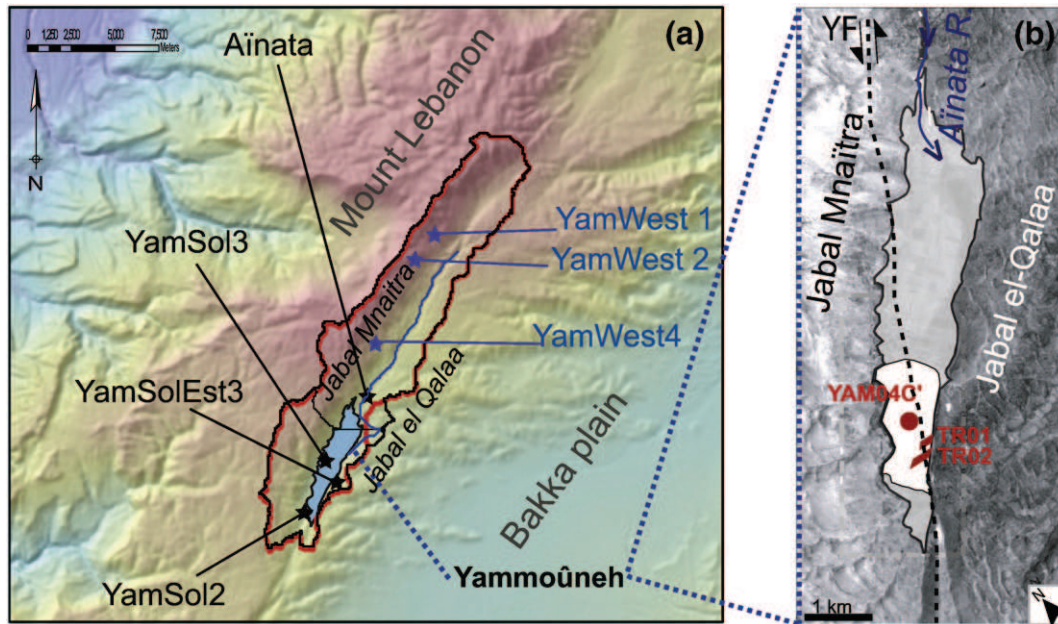 (a)
0 1,250 2,500 5,000 7,500
Meters
N
Aïnata
Mount Lebanon
YamSol3
YamWest 1
YamWest 2
Jabal Mnaitra
YamWest4
YamSolEst3
Jabal el Qalaa
Bakka plain
YamSol2
Yammoûneh
(b)
YF
Aïnata R
Jabal Mnaïtra
Jabal el-Qalaa
YAM04C'
TR01
TR02
1 km
N